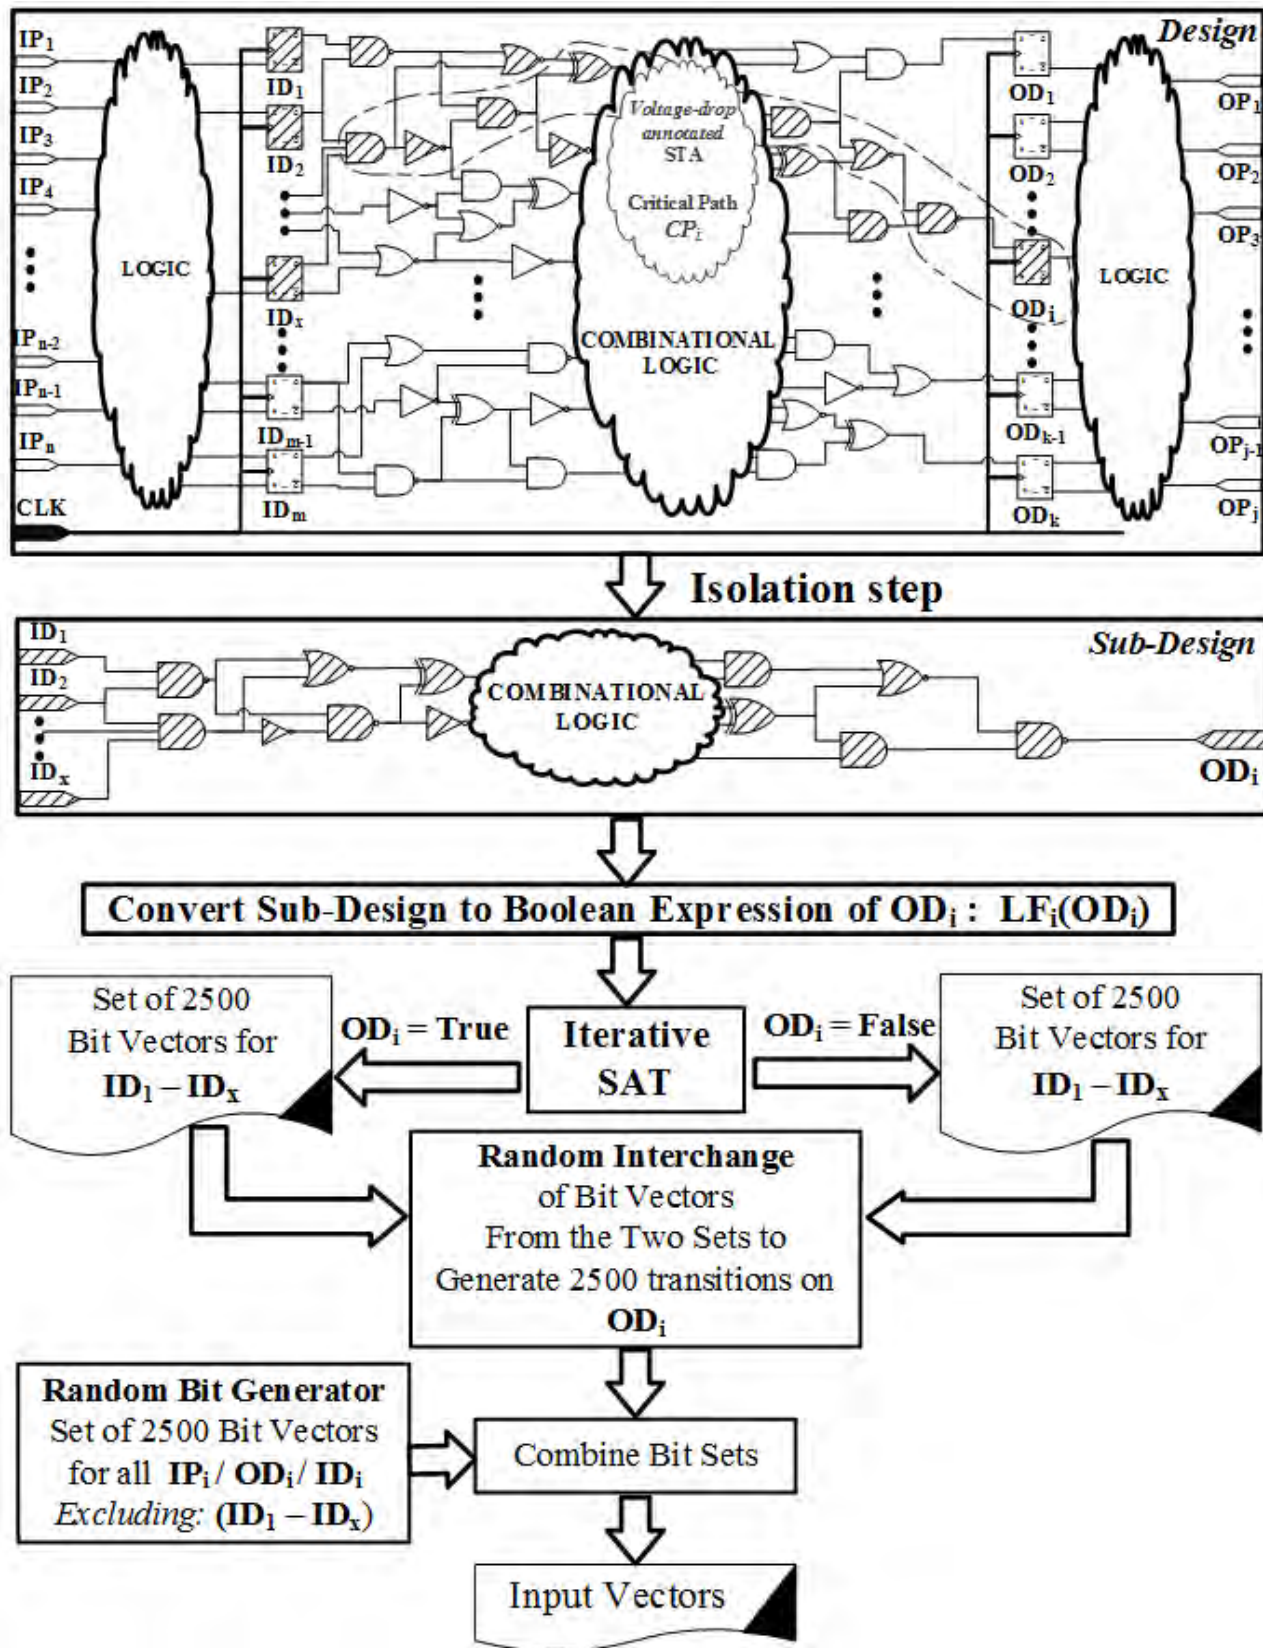 Design
IP1
IP2
IP3
IP4
IPn-2
IPn-1
IPn
CLK
LOGIC
ID1
ID2
IDx
IDm-1
IDm
Voltage-drop
annotated
STA
Critical Path
CPi
COMBINATIONAL
LOGIC
OD1
OD2
ODi
ODk-1
ODk
LOGIC
OP1
OP2
OP3
OPj-1
OPj
Isolation step
Sub-Design
ID1
ID2
IDx
COMBINATIONAL
LOGIC
ODi
Convert Sub-Design to Boolean Expression of ODi : LFi(ODi)
Set of 2500
Bit Vectors for
ID1 – IDx
ODi = True
Iterative
SAT
ODi = False
Set of 2500
Bit Vectors for
ID1 – IDx
Random Interchange
of Bit Vectors
From the Two Sets to
Generate 2500 transitions on
ODi
Random Bit Generator
Set of 2500 Bit Vectors
for all IPi / ODi / IDi
Excluding: (ID1 – IDx)
Combine Bit Sets
Input Vectors